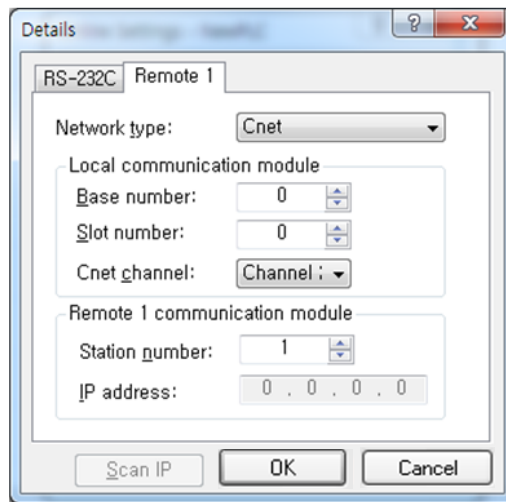 Details
RS-232C Remote 1
Network type: Cnet
Local communication module
Base number: 0
Slot number: 0
Cnet channel: Channel
Remote 1 communication module
Station number: 1
IP address: 0 . 0 . 0 . 0
Scan IP OK Cancel